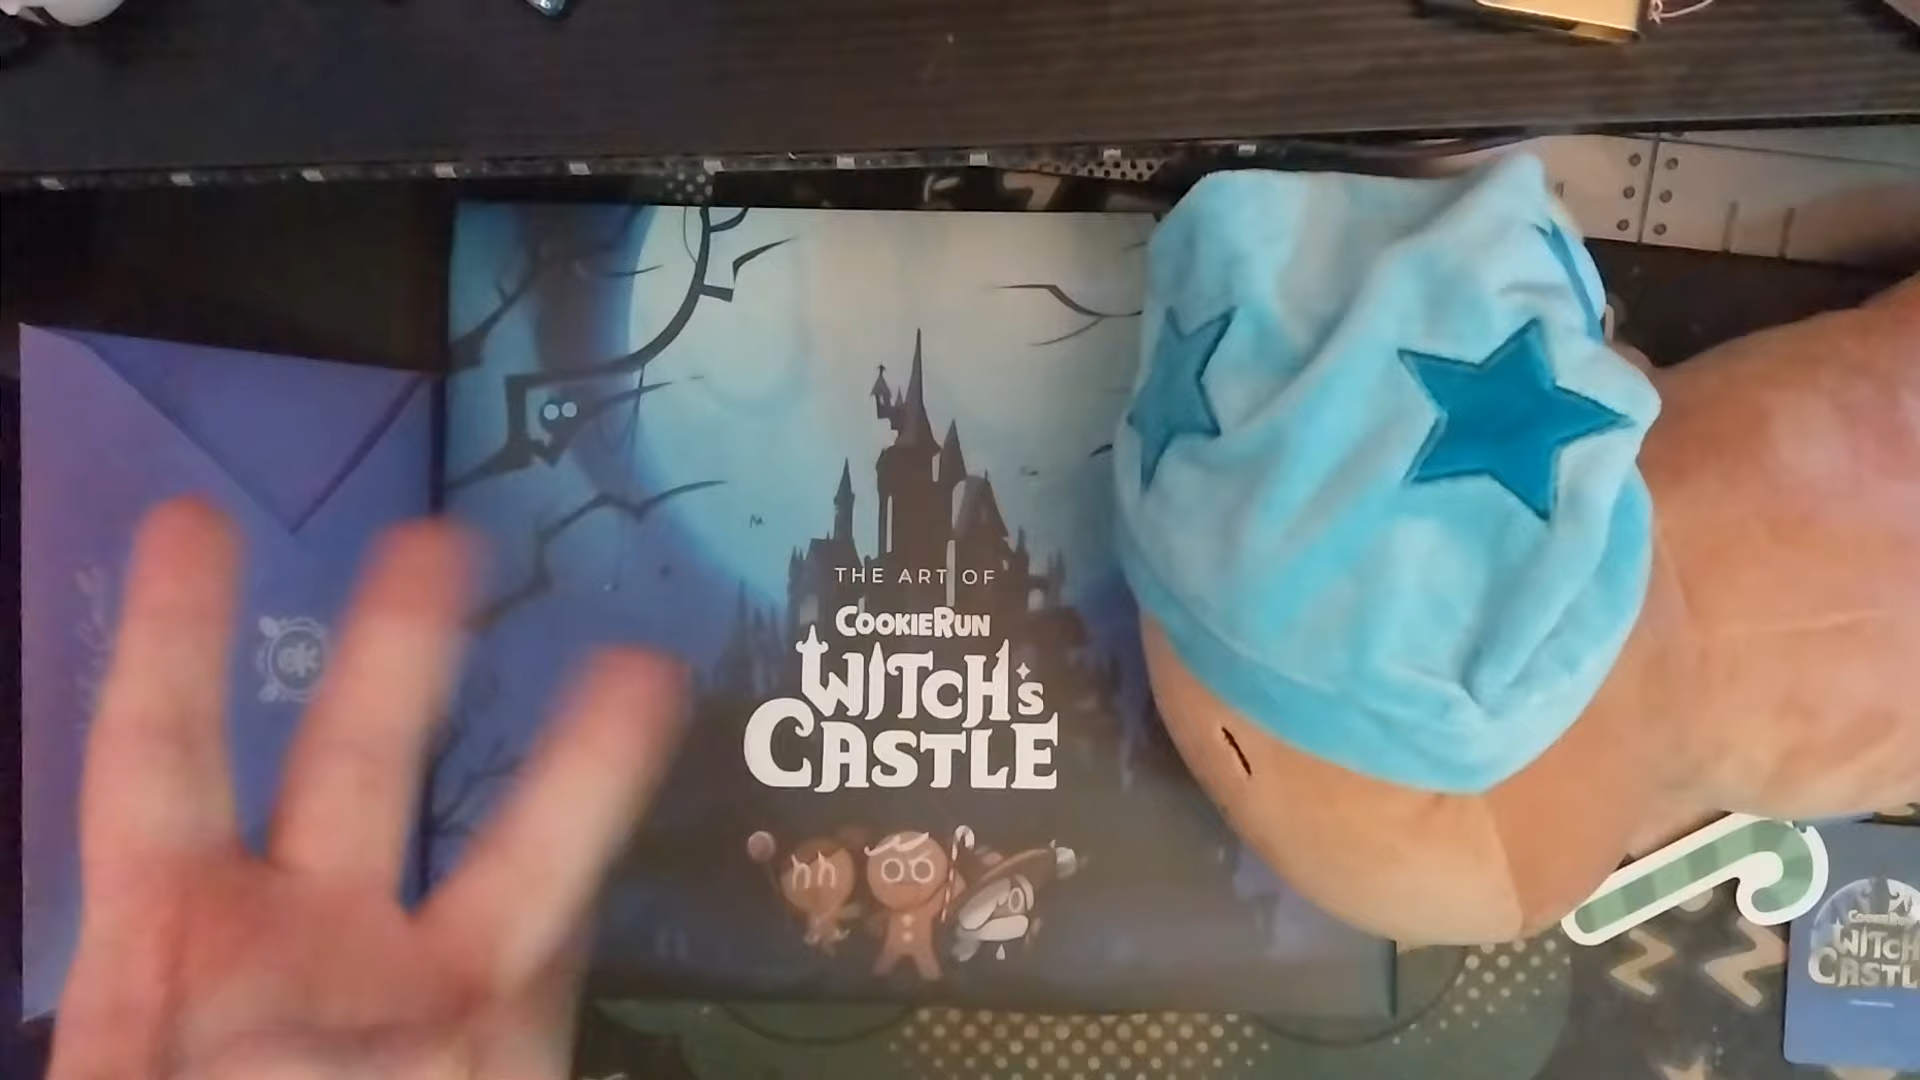 THE ART OF
COOKIERUN
WITCH'S
CASTLE
COOKIERUN
WITCH
CASTL